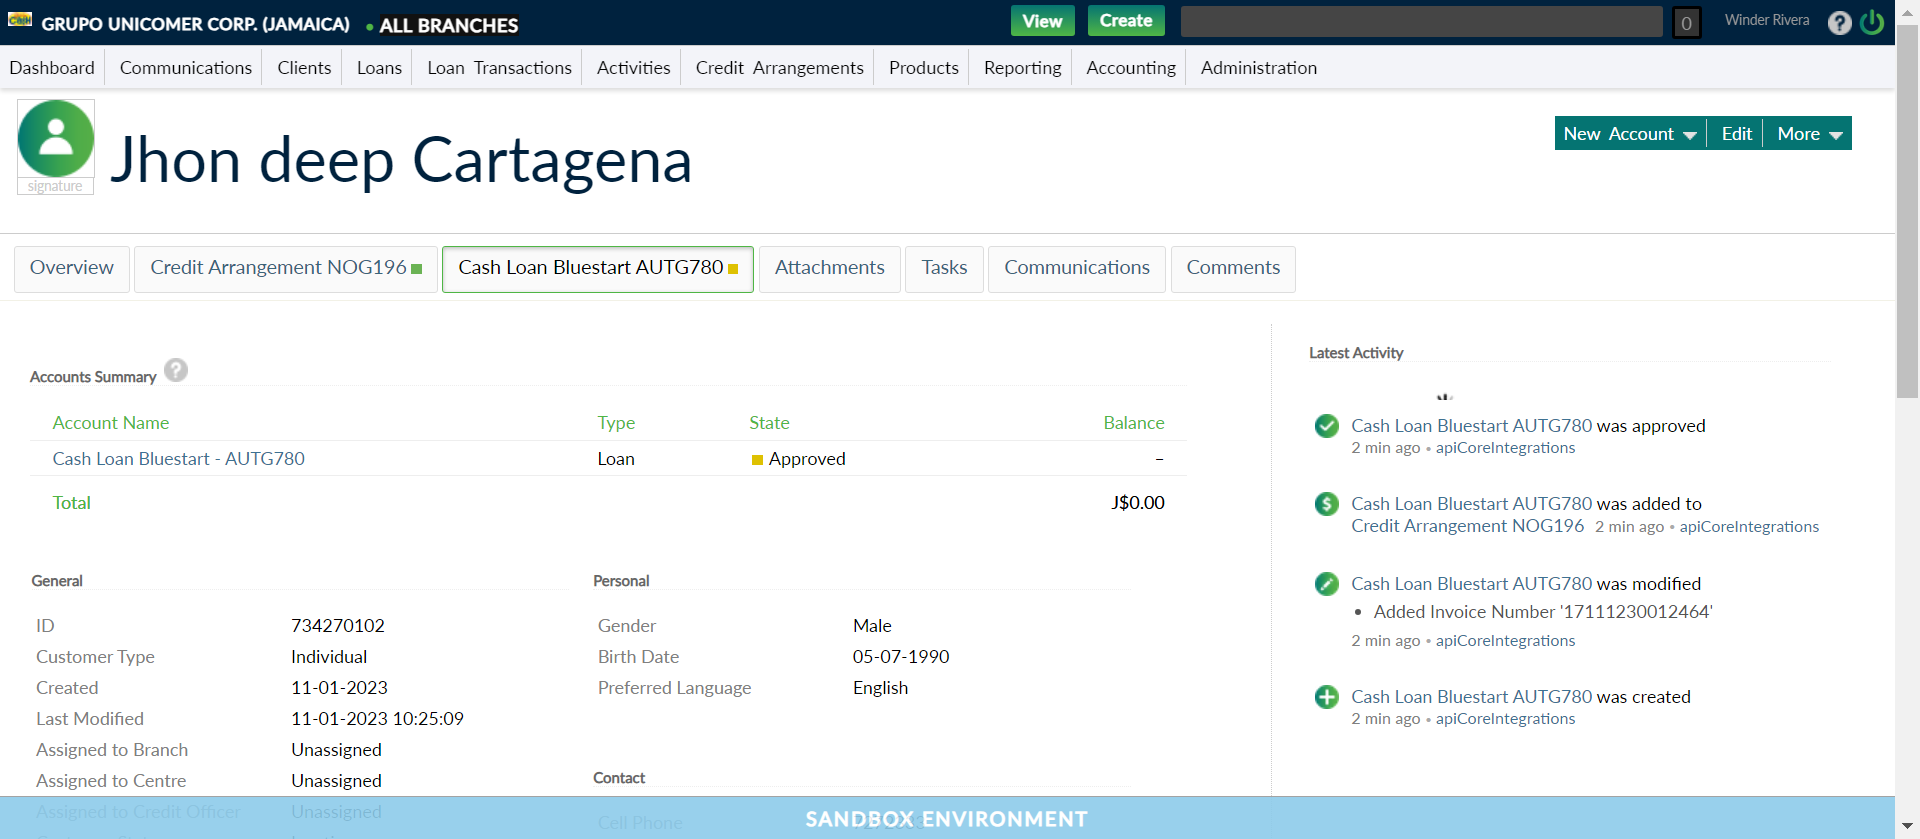 GRUPO UNICOMER CORP. (JAMAICA) • ALL BRANCHES View Create 0 Winder Rivera ?
Dashboard Communications Clients Loans Loan Transactions Activities Credit Arrangements Products Reporting Accounting Administration
signature
Jhon deep Cartagena
New Account Edit More
Overview Credit Arrangement NOG196 Cash Loan Bluestart AUTG780 Attachments Tasks Communications Comments
Accounts Summary ?
Account Name Type State Balance
Cash Loan Bluestart - AUTG780 Loan Approved –
Total J$0.00
General
ID 734270102
Customer Type Individual
Created 11-01-2023
Last Modified 11-01-2023 10:25:09
Assigned to Branch Unassigned
Assigned to Centre Unassigned
Assigned to Credit Officer Unassigned
Personal
Gender Male
Birth Date 05-07-1990
Preferred Language English
Contact
Cell Phone
Latest Activity
Cash Loan Bluestart AUTG780 was approved
2 min ago • apiCoreIntegrations
Cash Loan Bluestart AUTG780 was added to
Credit Arrangement NOG196 2 min ago • apiCoreIntegrations
Cash Loan Bluestart AUTG780 was modified
• Added Invoice Number '17111230012464'
2 min ago • apiCoreIntegrations
Cash Loan Bluestart AUTG780 was created
2 min ago • apiCoreIntegrations
SANDBOX ENVIRONMENT